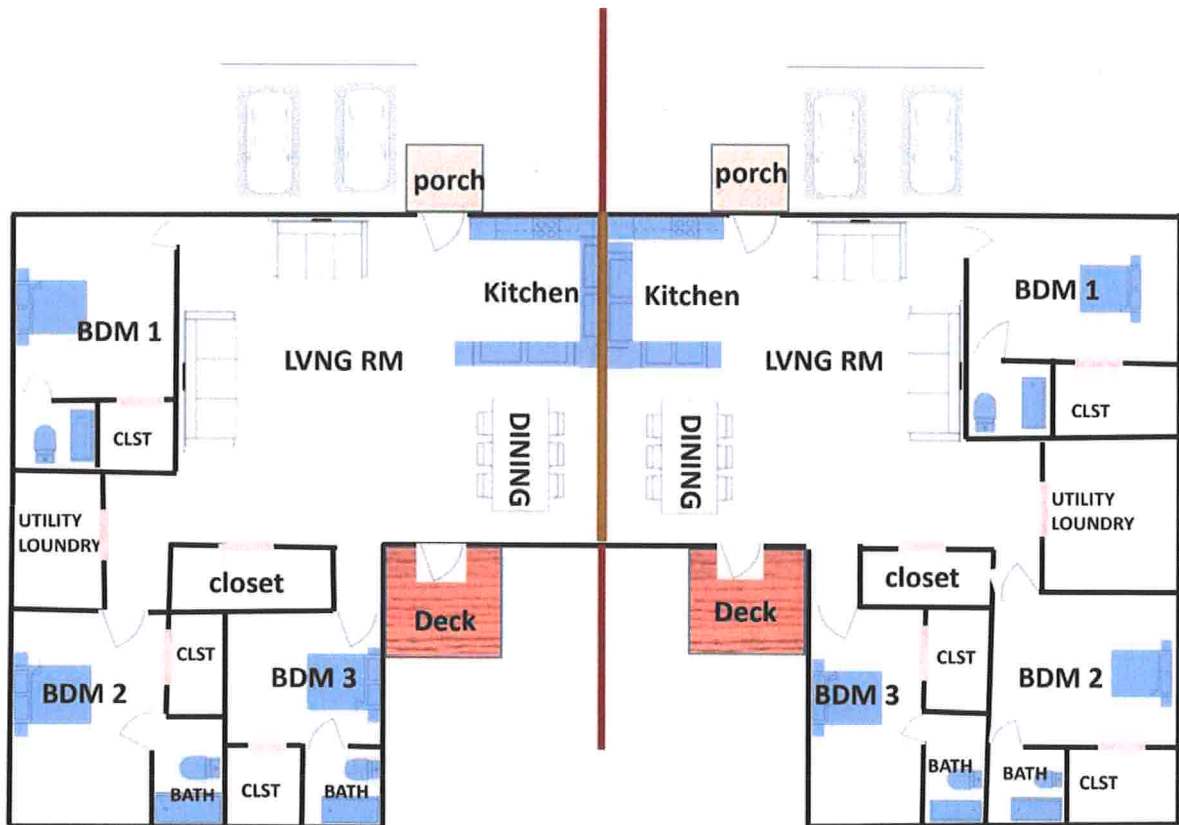 porch
porch
Kitchen
Kitchen
BDM 1
BDM 1
LVNG RM
LVNG RM
DINING
DINING
CLST
CLST
UTILITY
LOUNDRY
UTILITY
LOUNDRY
closet
closet
Deck
Deck
CLST
CLST
BDM 2
BDM 3
BDM 3
BDM 2
BATH
CLST
BATH
BATH
BATH
CLST